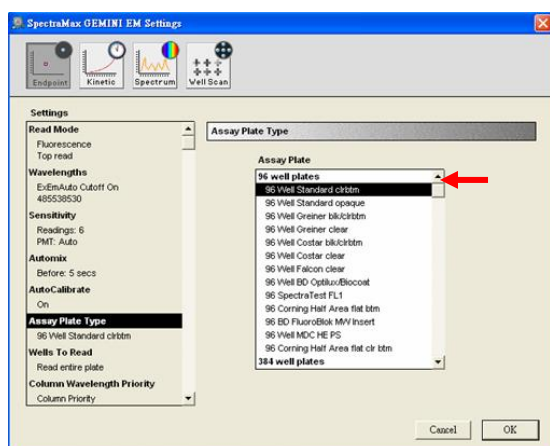 SpectraMax GEMINI EM Settings
Endpoint
Kinetic
Spectrum
Well Scan
Settings
Read Mode
Fluorescence
Top read
Wavelengths
ExEmAuto Cutoff On
485538530
Sensitivity
Readings: 6
PMT: Auto
Automix
Before: 5 secs
AutoCalibrate
On
Assay Plate Type
96 Well Standard clrbtm
Wells To Read
Read entire plate
Column Wavelength Priority
Column Priority
Assay Plate Type
Assay Plate
96 well plates
96 Well Standard clrbtm
96 Well Standard opaque
96 Well Greiner blk/clrbtm
96 Well Greiner clear
96 Well Costar blk/clrbtm
96 Well Costar clear
96 Well Falcon clear
96 Well BD Optilux/Biocoat
96 SpectraTest FL1
96 Corning Half Area flat btm
96 BD FluoroBlok MW Insert
96 Well MDC HE PS
96 Corning Half Area flat clr btm
384 well plates
Cancel
OK